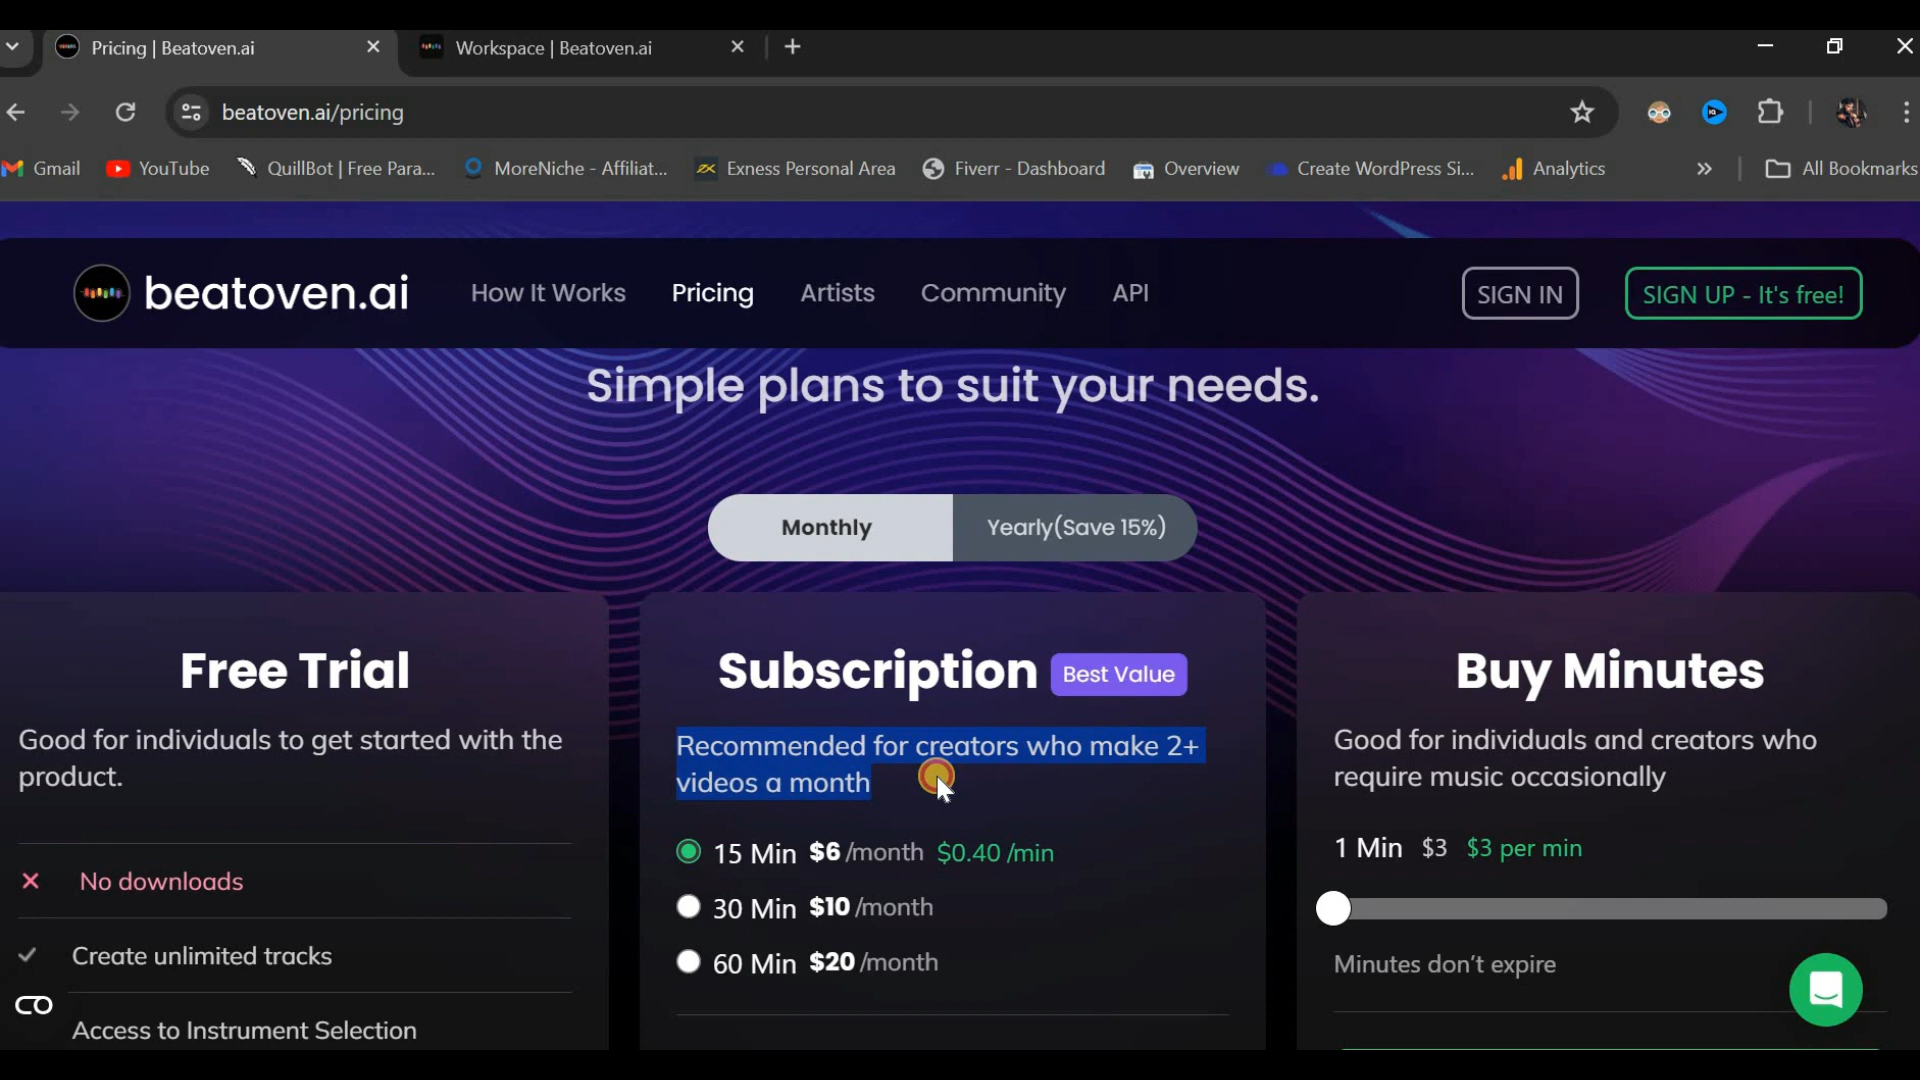 Pricing | Beatoven.ai
Workspace | Beatoven.ai
beatoven.ai/pricing
Gmail
YouTube
QuillBot | Free Para...
MoreNiche - Affiliat...
Exness Personal Area
Fiverr - Dashboard
Overview
Create WordPress Si...
Analytics
All Bookmarks
beatoven.ai
How It Works
Pricing
Artists
Community
API
SIGN IN
SIGN UP - It's free!
Simple plans to suit your needs.
Monthly
Yearly(Save 15%)
Free Trial
Good for individuals to get started with the
product.
No downloads
Create unlimited tracks
Access to Instrument Selection
Subscription
Best Value
Recommended for creators who make 2+
videos a month
15 Min $6 /month $0.40 /min
30 Min $10 /month
60 Min $20 /month
Buy Minutes
Good for individuals and creators who
require music occasionally
1 Min $3 $3 per min
Minutes don't expire